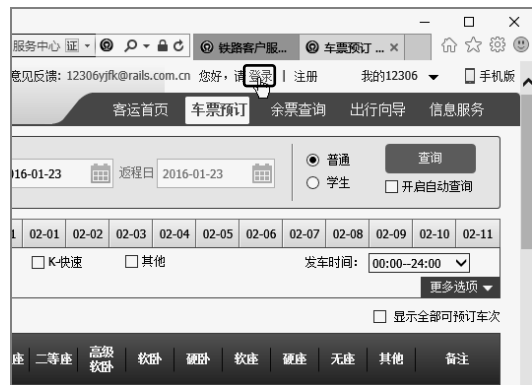 服务中心 证
铁路客户服... 车票预订 ... ×
意见反馈: 12306yjfk@rails.com.cn 您好,请 登录 | 注册 我的12306 手机版
客运首页 车票预订 余票查询 出行向导 信息服务
16-01-23 返程日 2016-01-23 普通 查询
学生 开启自动查询
02-01 02-02 02-03 02-04 02-05 02-06 02-07 02-08 02-09 02-10 02-11
K-快速 其他 发车时间: 00:00--24:00
更多选项
显示全部可预订车次
座 二等座 高级软卧 软卧 硬卧 软座 硬座 无座 其他 备注